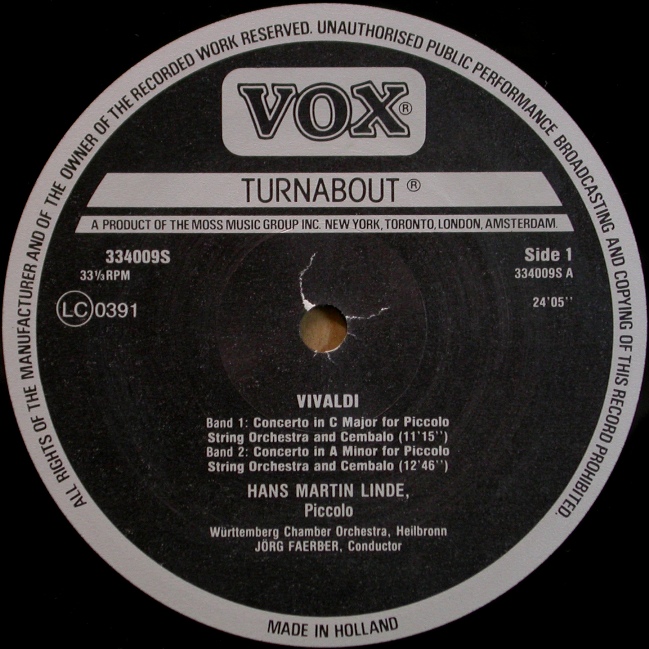 ALL RIGHTS OF THE MANUFACTURER AND OF THE OWNER OF THE RECORDED WORK RESERVED. UNAUTHORISED PUBLIC PERFORMANCE BROADCASTING AND COPYING OF THIS RECORD PROHIBITED.
VOX®
TURNABOUT ®
A PRODUCT OF THE MOSS MUSIC GROUP INC. NEW YORK, TORONTO, LONDON, AMSTERDAM.
334009S
33⅓RPM
LC 0391
Side 1
334009S A
24'05''
VIVALDI
Band 1: Concerto in C Major for Piccolo
String Orchestra and Cembalo (11'15'')
Band 2: Concerto in A Minor for Piccolo
String Orchestra and Cembalo (12'46'')
HANS MARTIN LINDE,
Piccolo
Württemberg Chamber Orchestra, Heilbronn
JÖRG FAERBER, Conductor
MADE IN HOLLAND